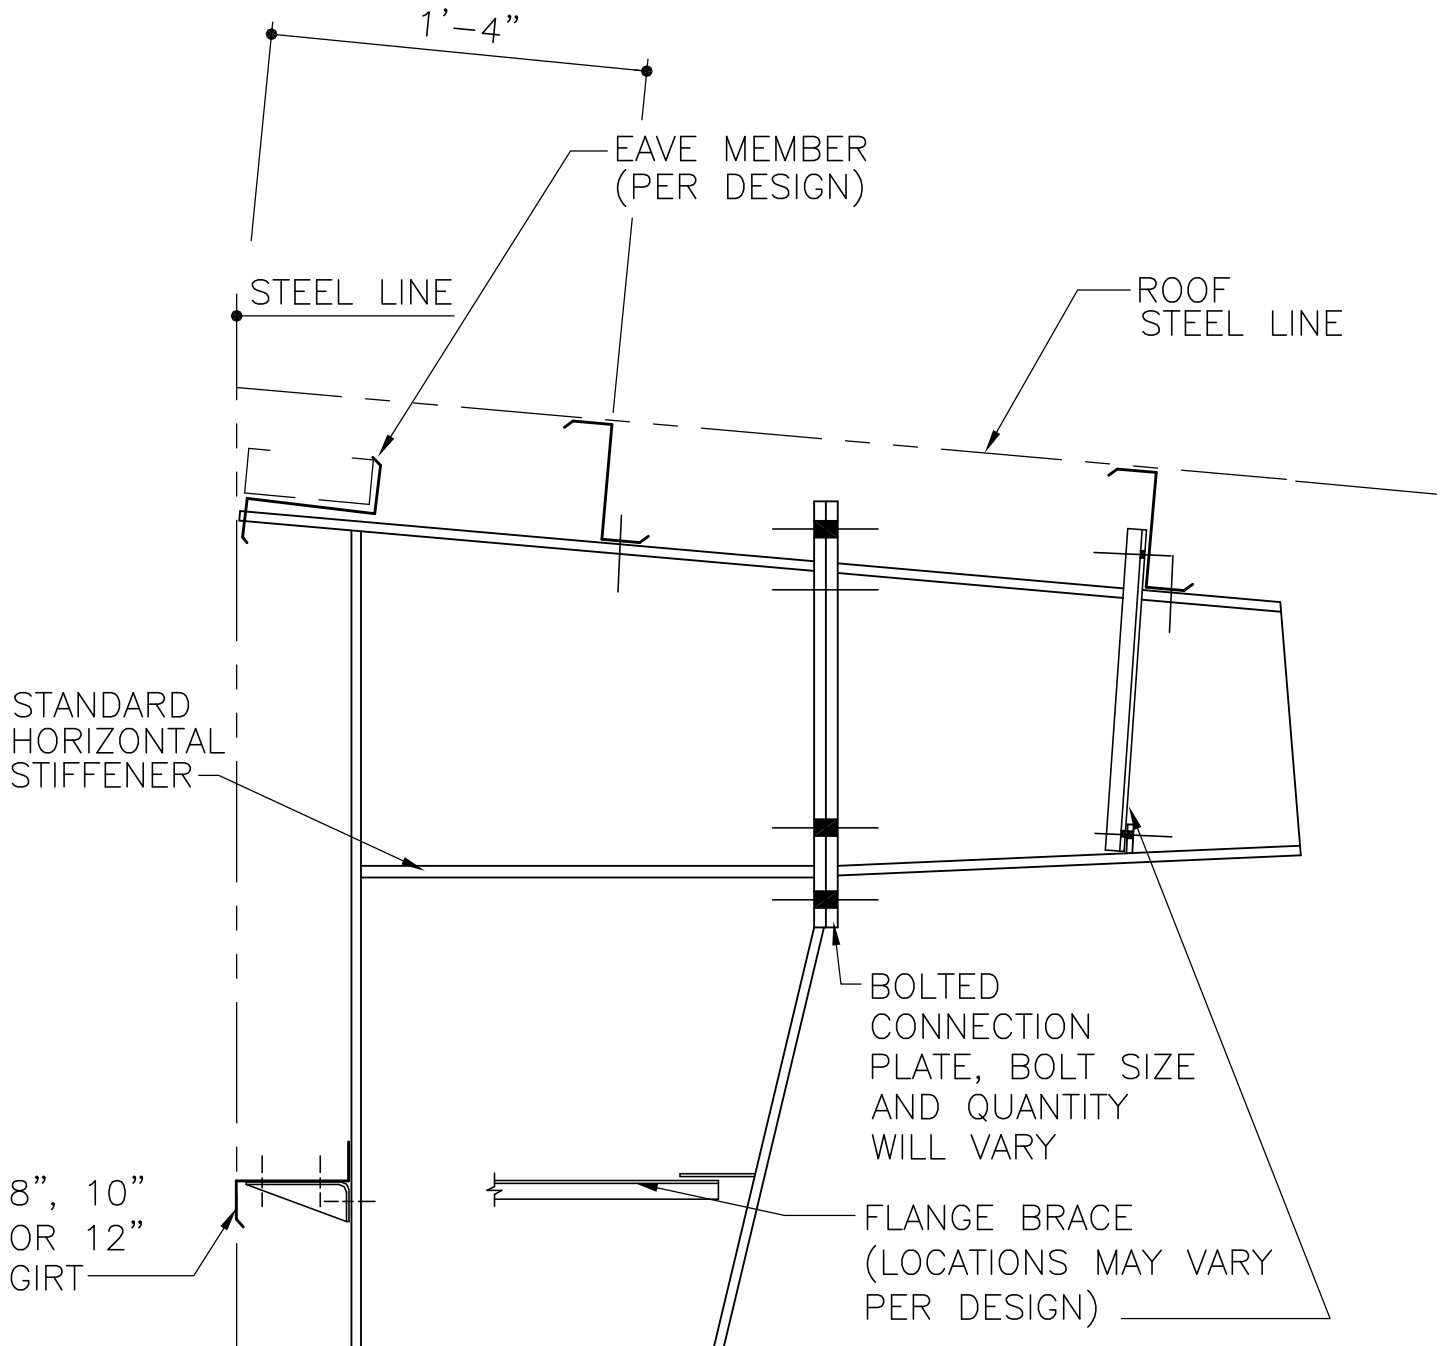 1’-4”
EAVE MEMBER
(PER DESIGN)
STEEL LINE
ROOF
STEEL LINE
STANDARD
HORIZONTAL
STIFFENER
BOLTED
CONNECTION
PLATE, BOLT SIZE
AND QUANTITY
WILL VARY
8”, 10”
OR 12”
GIRT
FLANGE BRACE
(LOCATIONS MAY VARY
PER DESIGN)